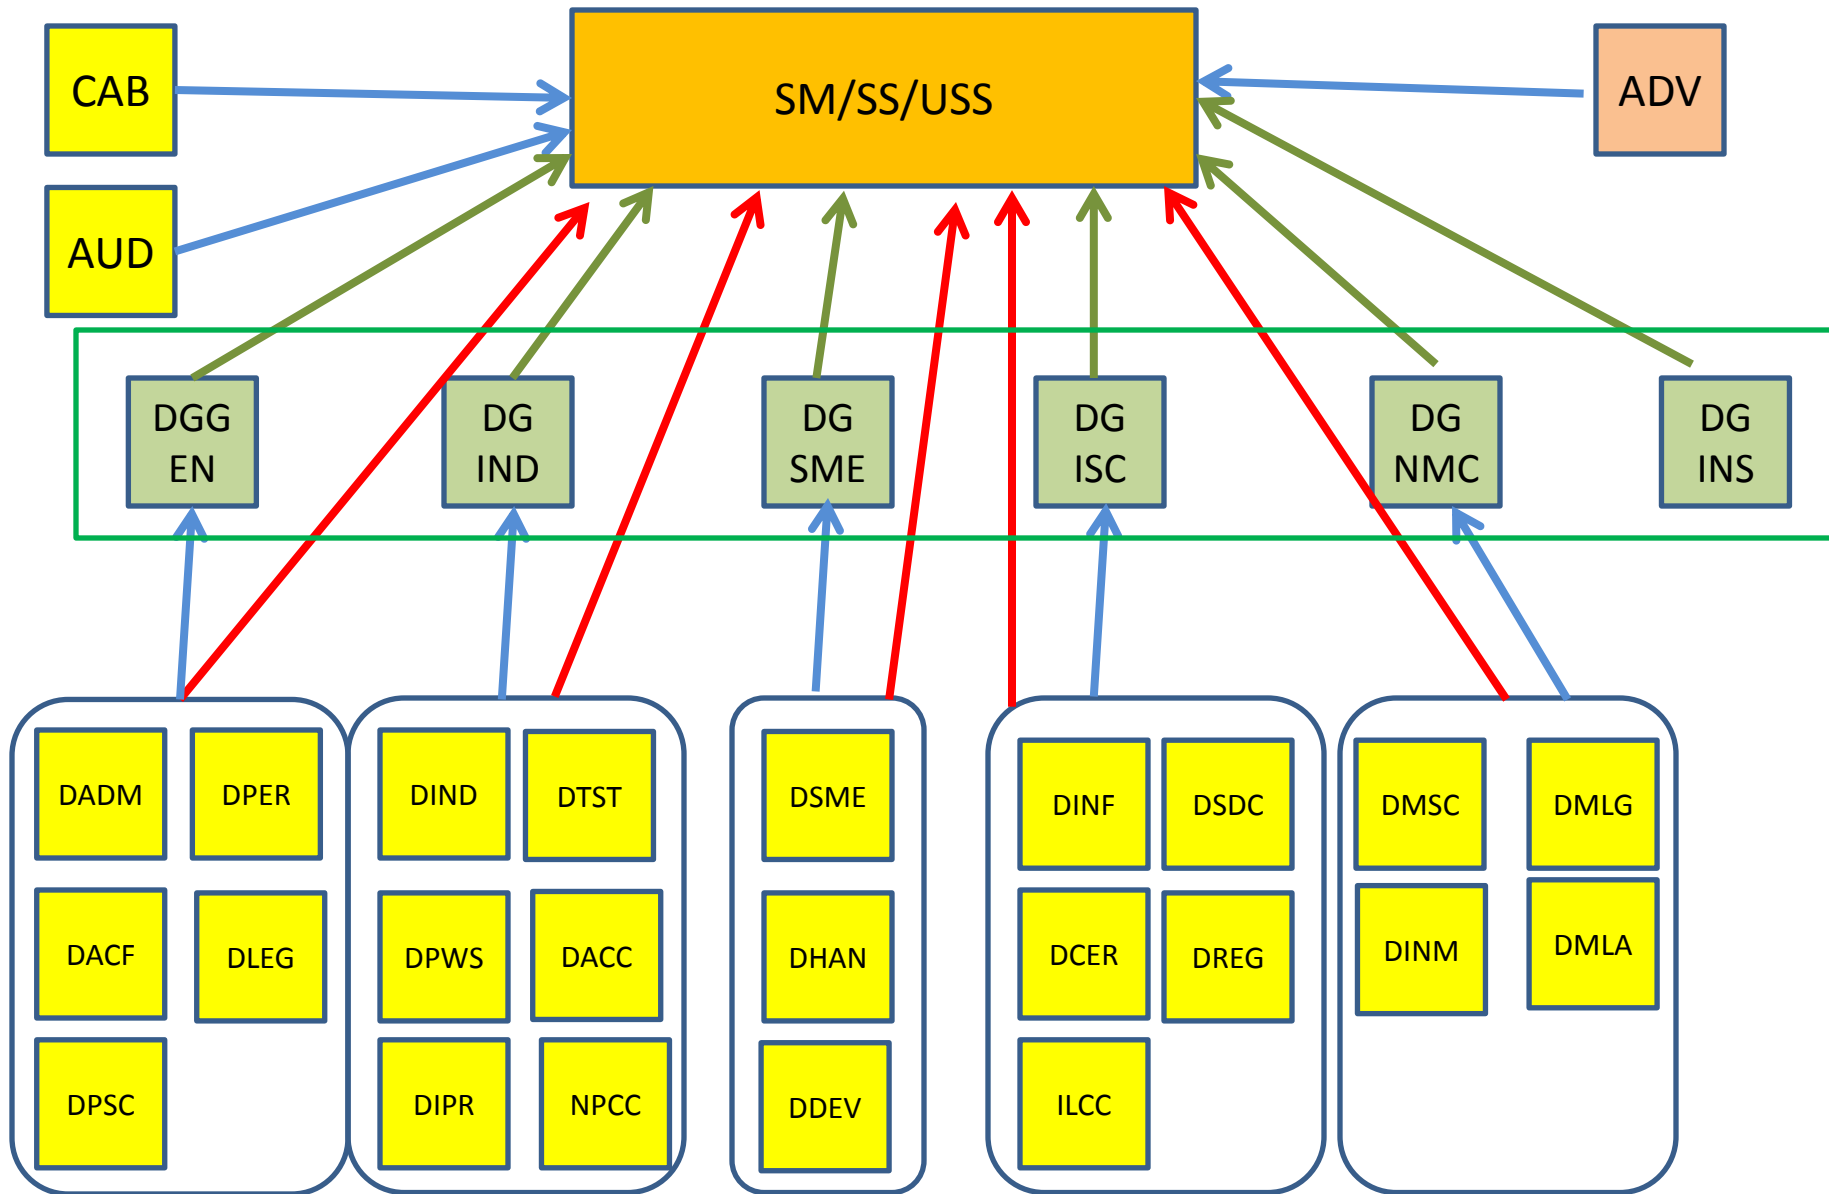 CAB
SM/SS/USS
ADV
AUD
DGG
EN
DG
IND
DG
SME
DG
ISC
DG
NMC
DG
INS
DADM
DPER
DACF
DLEG
DPSC
DIND
DTST
DPWS
DACC
DIPR
NPCC
DSME
DHAN
DDEV
DINF
DSDC
DCER
DREG
ILCC
DMSC
DMLG
DINM
DMLA